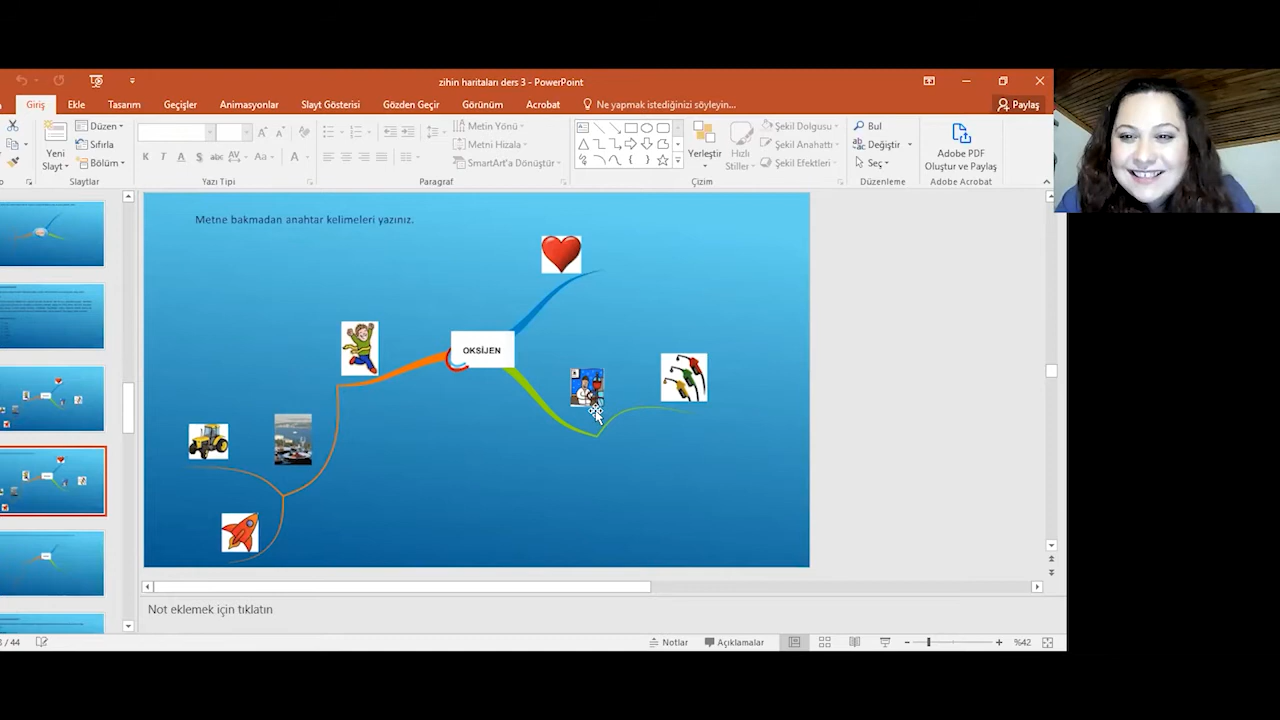 zihin haritaları ders 3 - PowerPoint
Giriş Ekle Tasarım Geçişler Animasyonlar Slayt Gösterisi Gözden Geçir Görünüm Acrobat Ne yapmak istediğinizi söyleyin... Paylaş
Yeni Slayt
Düzen
Sıfırla
Bölüm
Slaytlar
K T A S abc AV Aa A
Yazı Tipi
Metin Yönü
Metni Hizala
SmartArt'a Dönüştür
Paragraf
Yerleştir
Hızlı Stiller
Şekil Dolgusu
Şekil Anahattı
Şekil Efektleri
Çizim
Bul
Değiştir
Seç
Düzenleme
Adobe PDF
Oluştur ve Paylaş
Adobe Acrobat
Metne bakmadan anahtar kelimeleri yazınız.
OKSİJEN
Not eklemek için tıklatın
/ 44
Notlar Açıklamalar %42